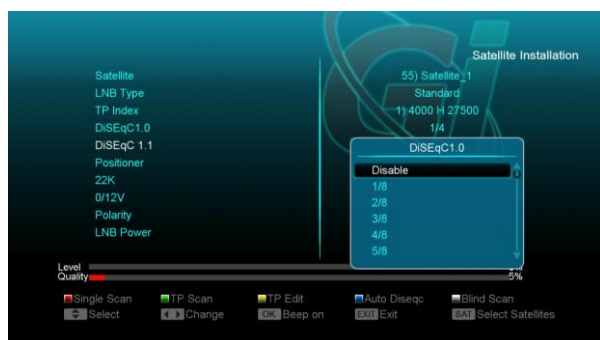 Satellite Installation
Satellite 55) Satellite_1
LNB Type Standard
TP Index 1) 4000 H 27500
DiSEqC1.0 1/4
DiSEqC 1.1
DiSEqC1.0
Positioner
22K
0/12V
Polarity
LNB Power
Disable
1/8
2/8
3/8
4/8
5/8
Level
Quality 5%
Single Scan TP Scan TP Edit Auto Diseqc Blind Scan
Select Change OK Beep on EXIT Exit SAT Select Satellites